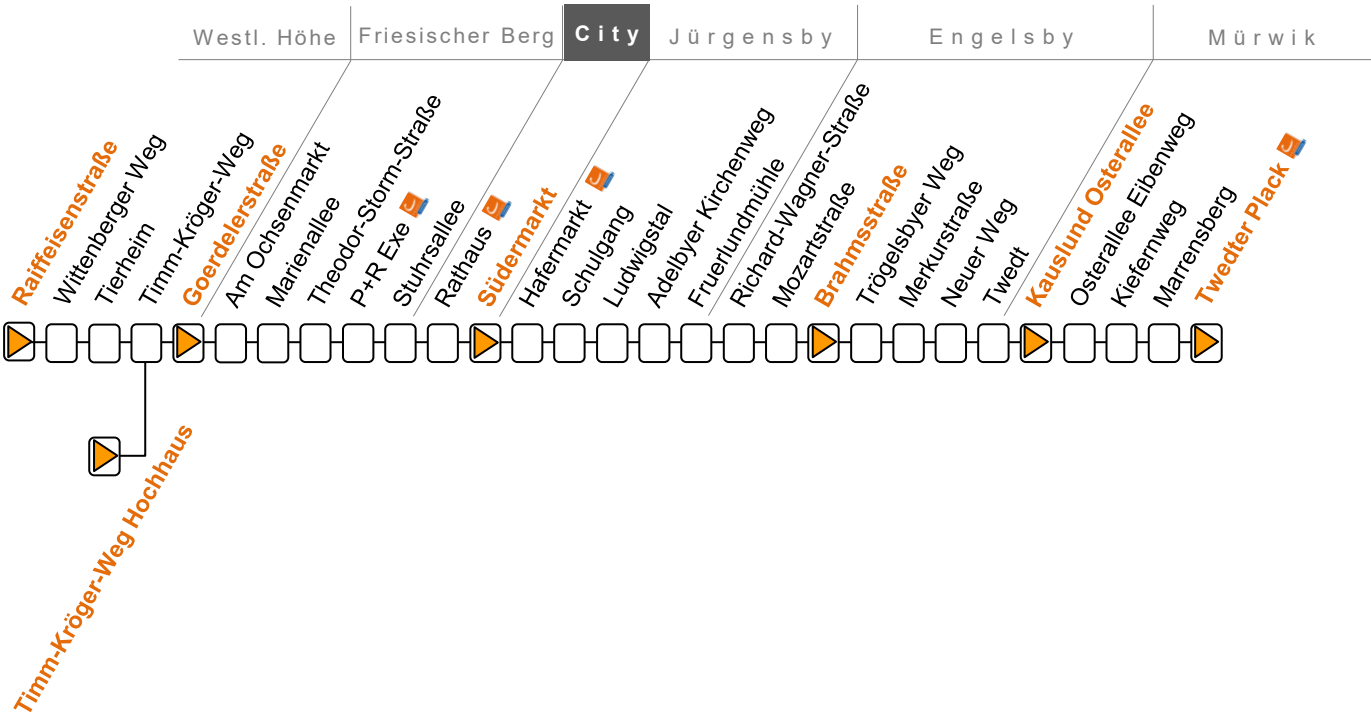 Westl. Höhe
Friesischer Berg
City
Jürgensby
Engelsby
Mürwik
Raiffeisenstraße
Wittenberger Weg
Tierheim
Timm-Kröger-Weg
Goerdelerstraße
Am Ochsenmarkt
Marienallee
Theodor-Storm-Straße
P+R Exe
Stuhrsallee
Rathaus
Südermarkt
Hafermarkt
Schulgang
Ludwigstal
Adelbyer Kirchenweg
Fruerlundmühle
Richard-Wagner-Straße
Mozartstraße
Brahmsstraße
Trögelsbyer Weg
Merkurstraße
Neuer Weg
Twedt
Kauslund Osterallee
Osterallee Eibenweg
Kiefernweg
Marrensberg
Twedter Plack
Timm-Kröger-Weg Hochhaus